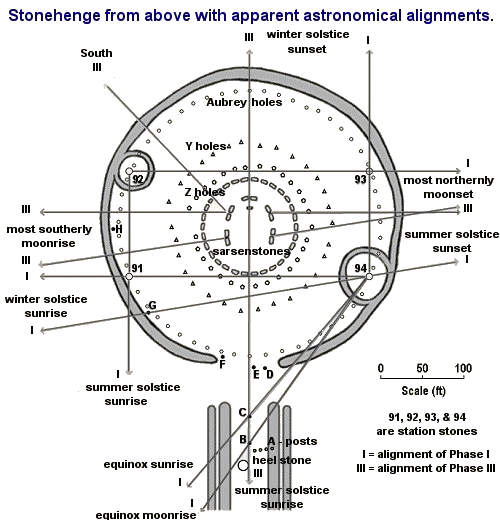 Stonehenge from above with apparent astronomical alignments.
III
winter solstice
sunset
I
South
III
Aubrey holes
Y holes
92
93
I
most northernly
moonset
Z holes
III
III
most southerly
moonrise
H
summer solstice
sunset
sarsenstones
III
I
91
94
I
winter solstice
sunrise
I
G
F
E
D
I
summer solstice
sunrise
0
50
100
Scale (ft)
C
91, 92, 93, & 94
are station stones
B
A - posts
I = alignment of Phase I
III = alignment of Phase III
equinox sunrise
heel stone
III
I
summer solstice
sunrise
I
equinox moonrise